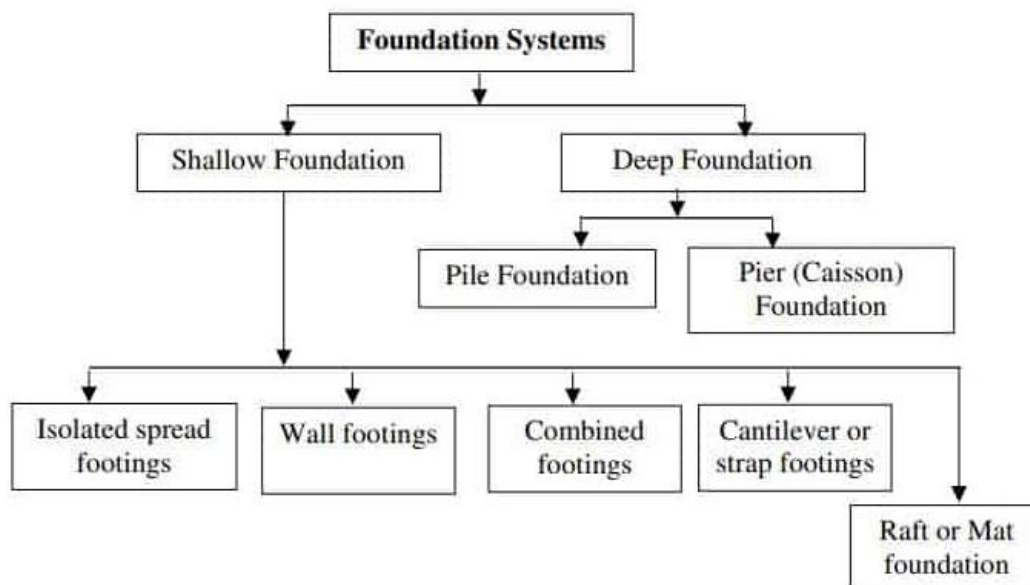 Foundation Systems
Shallow Foundation
Deep Foundation
Pile Foundation
Pier (Caisson)
Foundation
Isolated spread
footings
Wall footings
Combined
footings
Cantilever or
strap footings
Raft or Mat
foundation